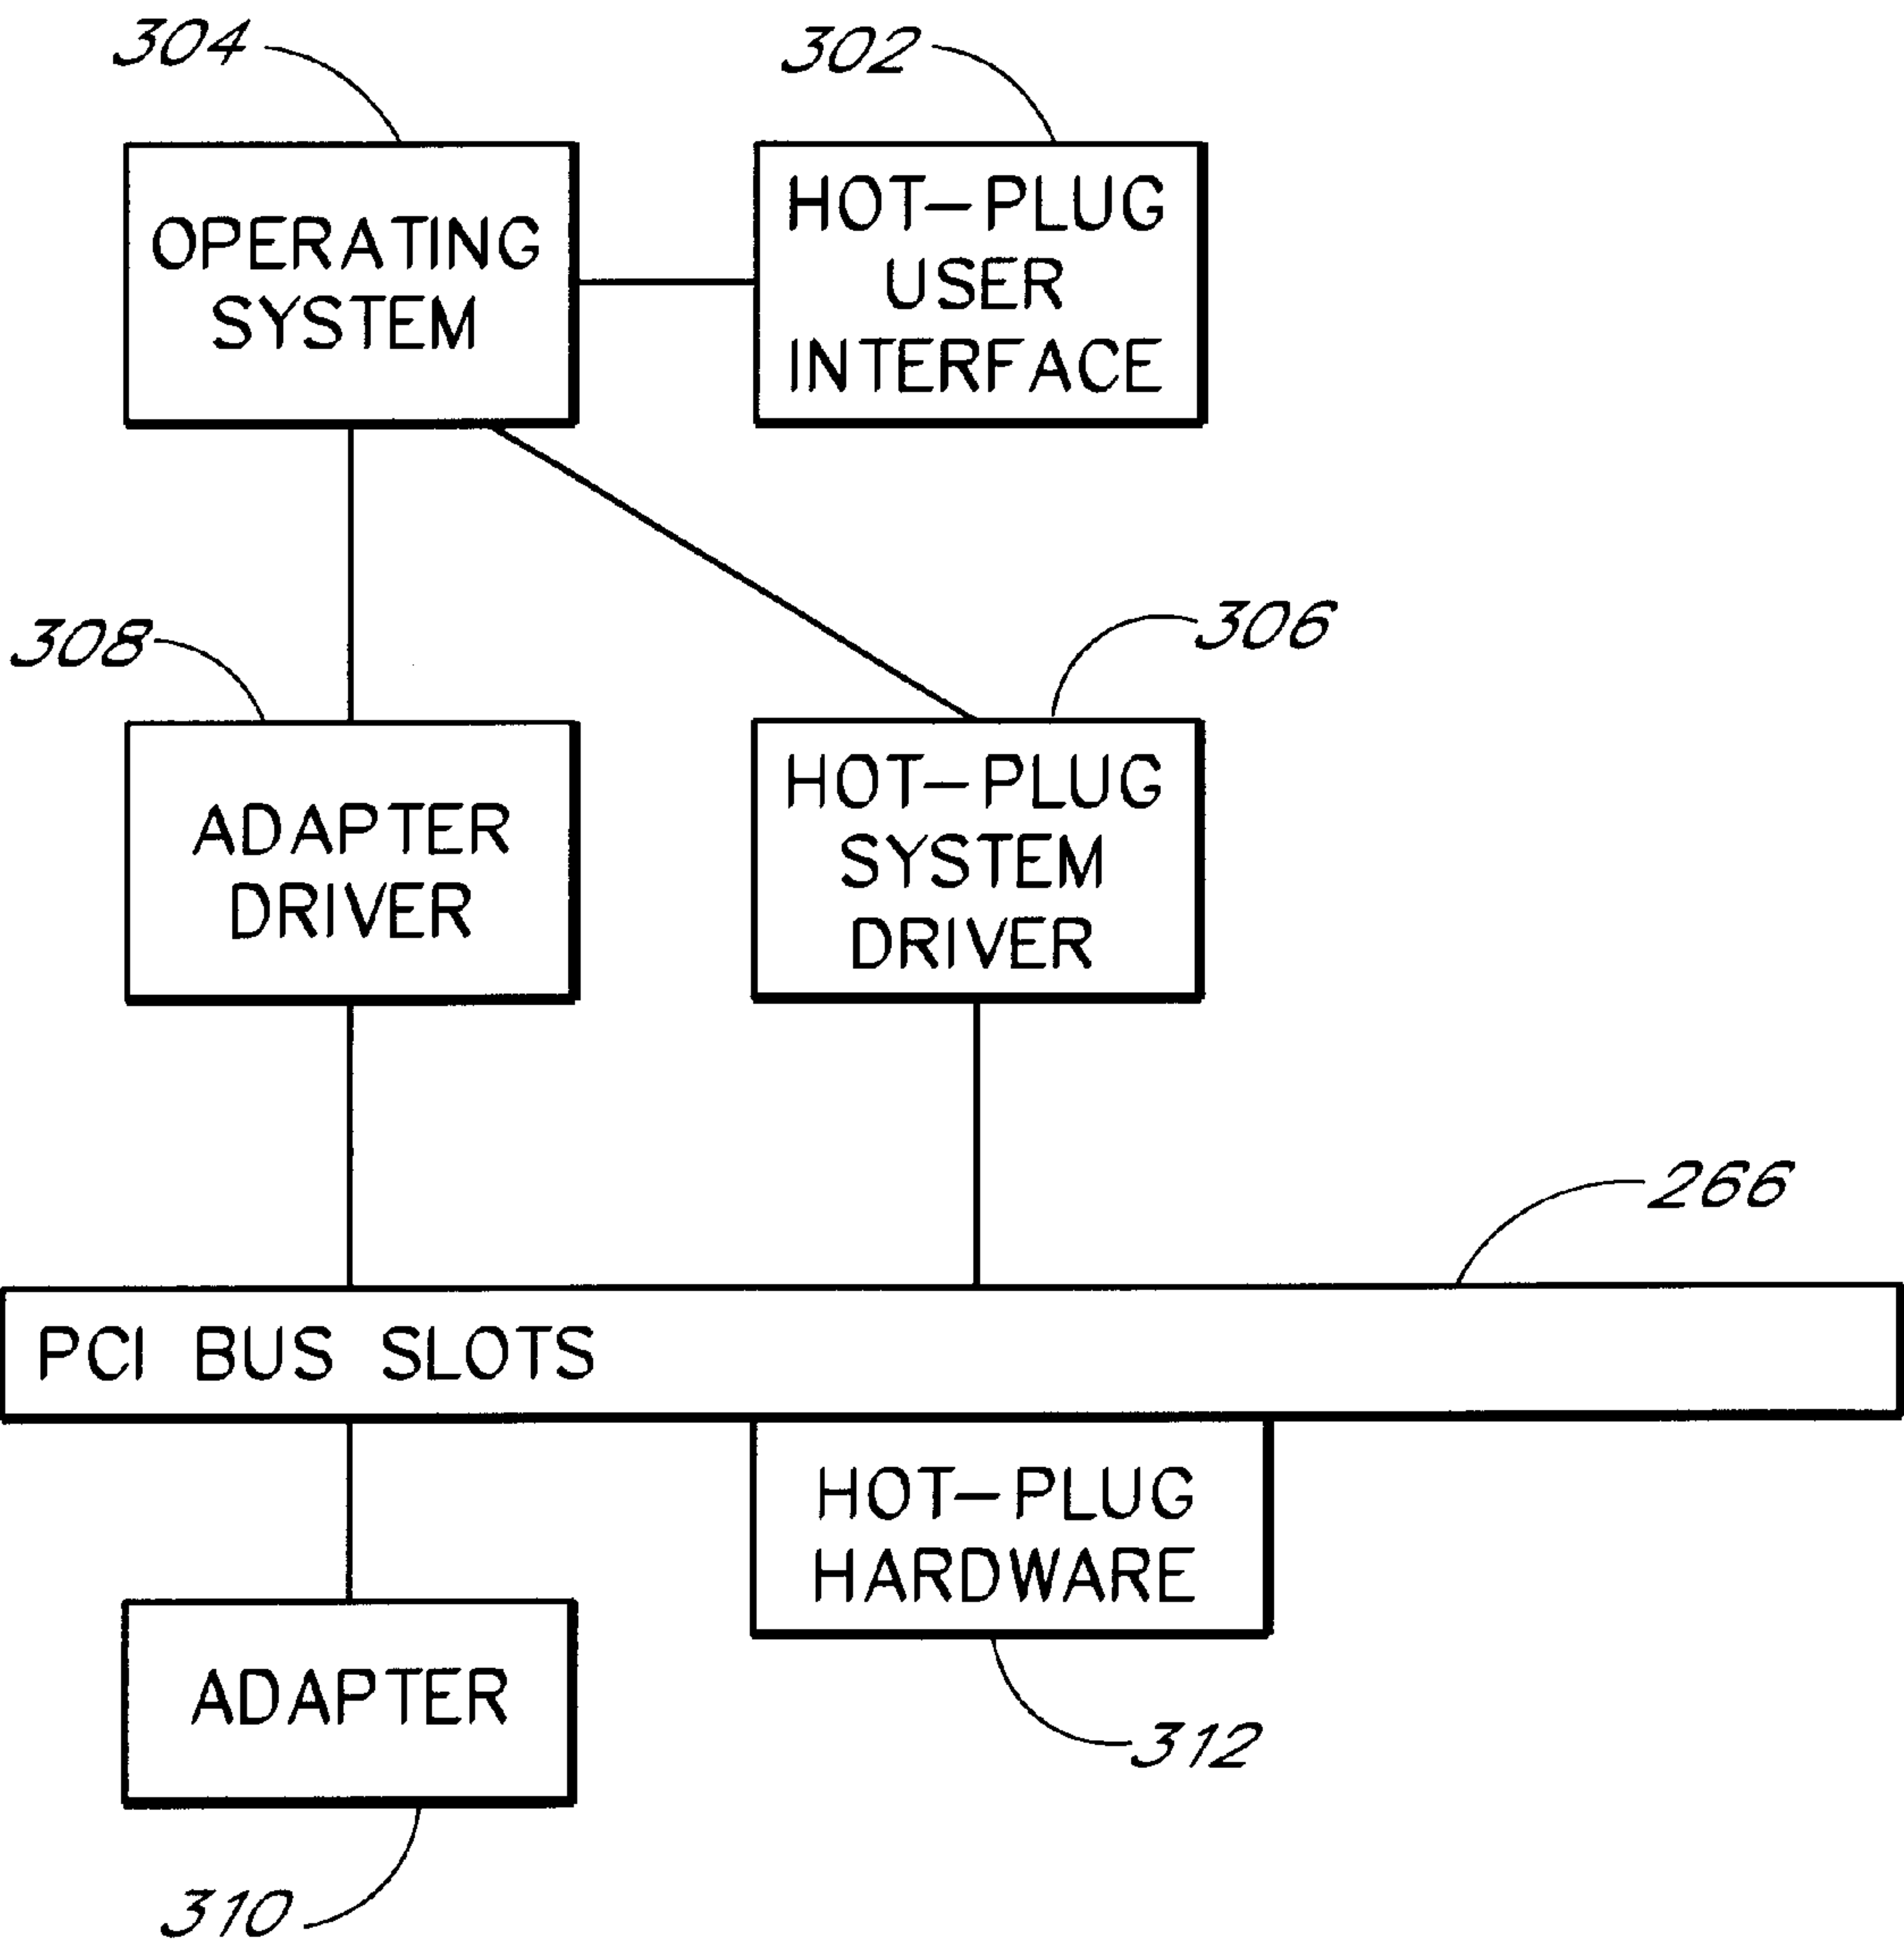 304
302
OPERATING
SYSTEM
HOT-PLUG
USER
INTERFACE
308
306
ADAPTER
DRIVER
HOT-PLUG
SYSTEM
DRIVER
266
PCI BUS SLOTS
HOT-PLUG
HARDWARE
ADAPTER
312
310